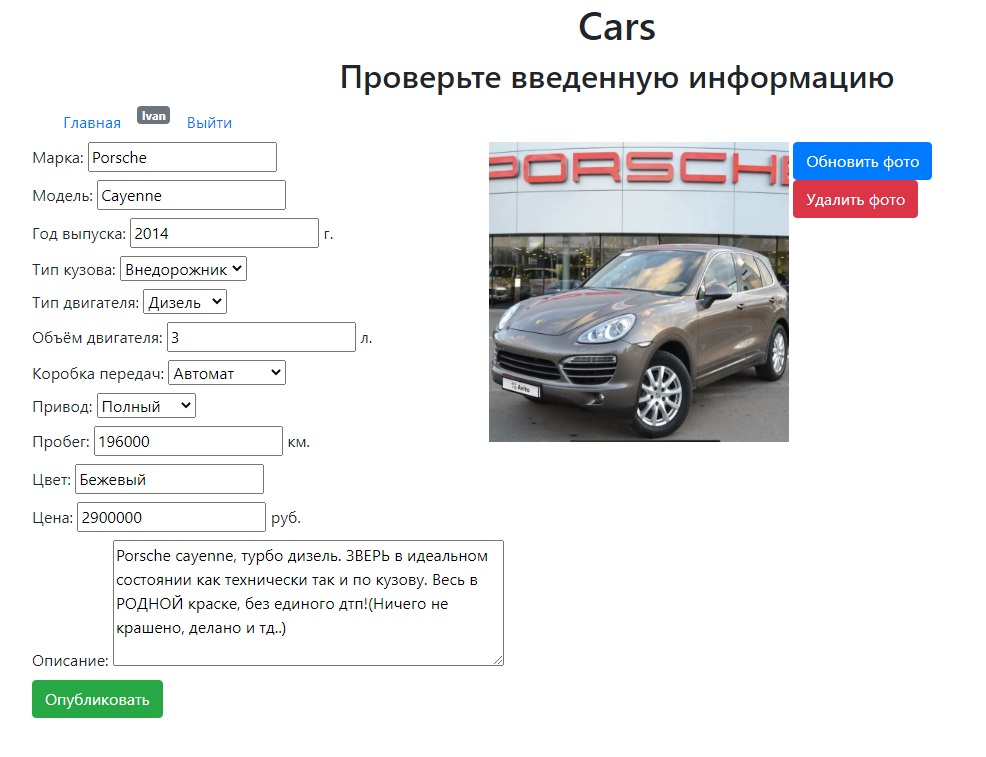 Cars
Проверьте введенную информацию
Главная Ivan Выйти
Марка: Porsche
Модель: Cayenne
Год выпуска: 2014 г.
Тип кузова: Внедорожник
Тип двигателя: Дизель
Объём двигателя: 3 л.
Коробка передач: Автомат
Привод: Полный
Пробег: 196000 км.
Цвет: Бежевый
Цена: 2900000 руб.
Porsche cayenne, турбо дизель. ЗВЕРЬ в идеальном
состоянии как технически так и по кузову. Весь в
РОДНОЙ краске, без единого дтп!(Ничего не
крашено, делано и тд..)
Описание:
Опубликовать
PORSCHE
Avito
Обновить фото
Удалить фото